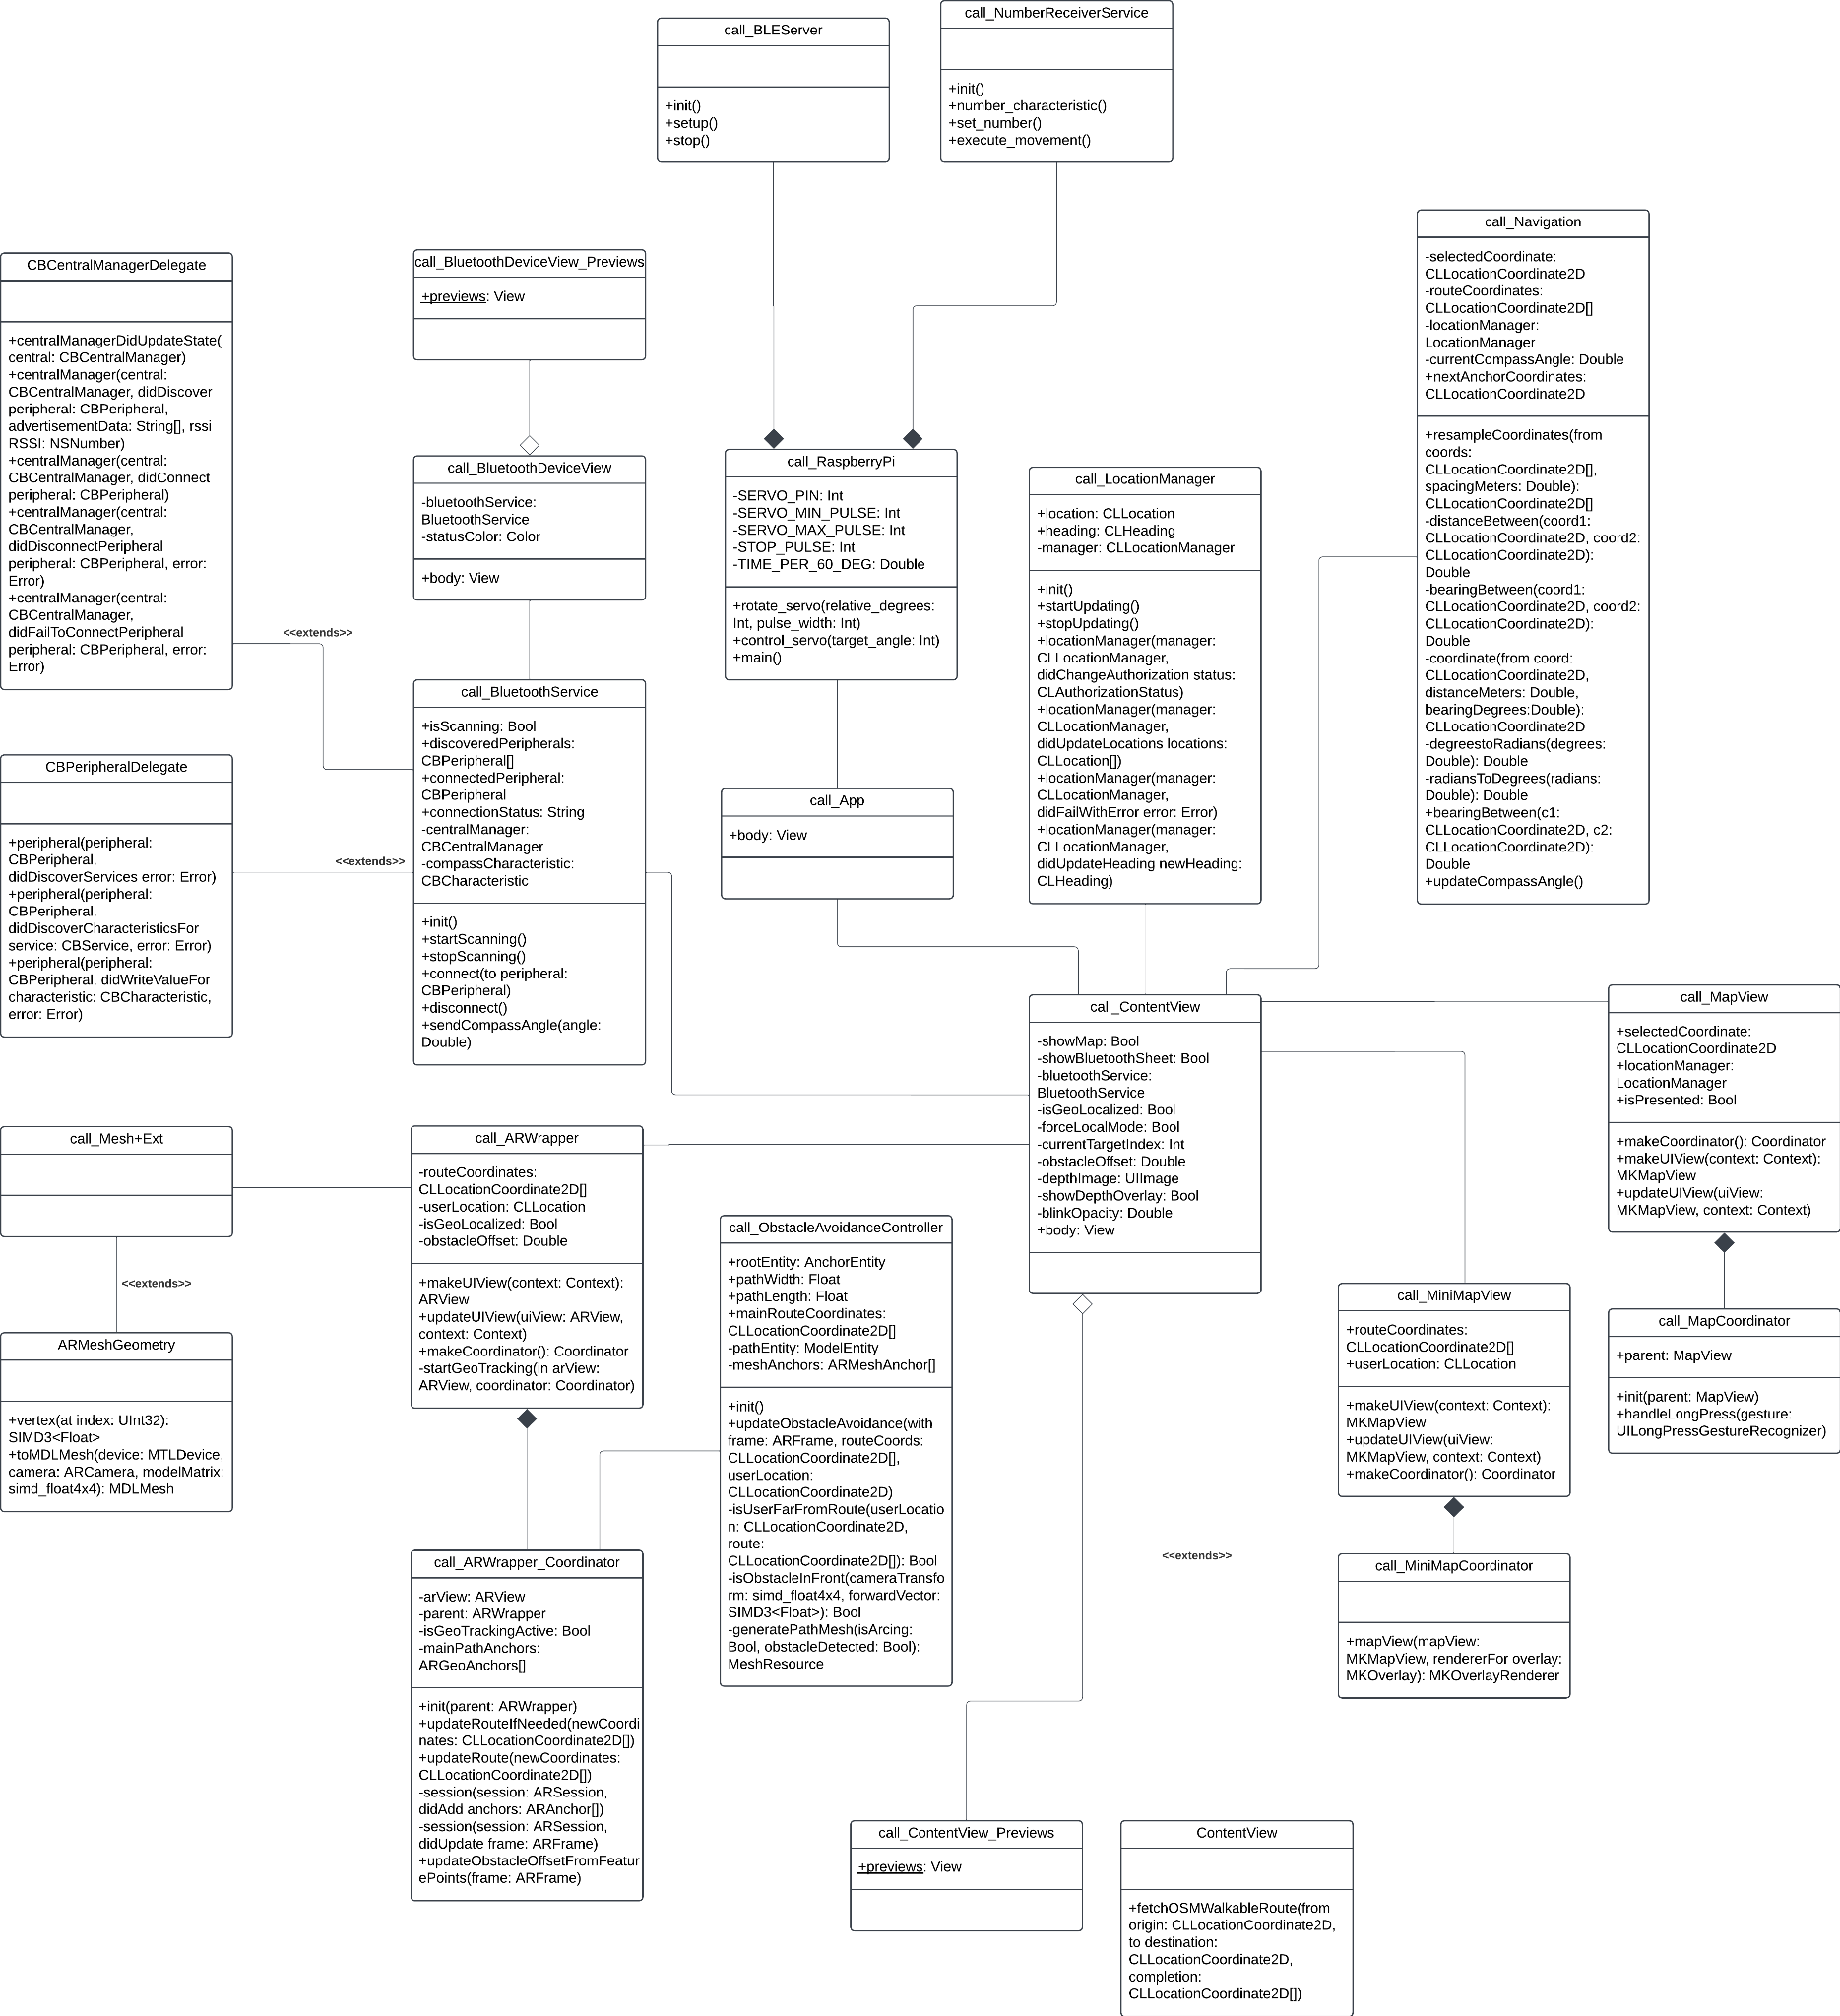 call_BLEServer
+init()
+setup()
+stop()
call_NumberReceiverService
+init()
+number_characteristic()
+set_number()
+execute_movement()
call_Navigation
-selectedCoordinate:
CLLocationCoordinate2D
-routeCoordinates:
CLLocationCoordinate2D[]
-locationManager:
LocationManager
-currentCompassAngle: Double
+nextAnchorCoordinates:
CLLocationCoordinate2D
+resampleCoordinates(from
coords:
CLLocationCoordinate2D[],
spacingMeters: Double):
CLLocationCoordinate2D[]
-distanceBetween(coord1:
CLLocationCoordinate2D, coord2:
CLLocationCoordinate2D):
Double
-bearingBetween(coord1:
CLLocationCoordinate2D, coord2:
CLLocationCoordinate2D):
Double
-coordinate(from coord:
CLLocationCoordinate2D,
distanceMeters: Double,
bearingDegrees:Double):
CLLocationCoordinate2D
-degreestoRadians(degrees:
Double): Double
-radiansToDegrees(radians:
Double): Double
+bearingBetween(c1:
CLLocationCoordinate2D, c2:
CLLocationCoordinate2D):
Double
+updateCompassAngle()
CBCentralManagerDelegate
+centralManagerDidUpdateState(
central: CBCentralManager)
+centralManager(central:
CBCentralManager, didDiscover
peripheral: CBPeripheral,
advertisementData: String[], rssi
RSSI: NSNumber)
+centralManager(central:
CBCentralManager, didConnect
peripheral: CBPeripheral)
+centralManager(central:
CBCentralManager,
didDisconnectPeripheral
peripheral: CBPeripheral, error:
Error)
+centralManager(central:
CBCentralManager,
didFailToConnectPeripheral
peripheral: CBPeripheral, error:
Error)
<<extends>>
call_BluetoothDeviceView_Previews
+previews: View
call_BluetoothDeviceView
-bluetoothService:
BluetoothService
-statusColor: Color
+body: View
call_RaspberryPi
-SERVO_PIN: Int
-SERVO_MIN_PULSE: Int
-SERVO_MAX_PULSE: Int
-STOP_PULSE: Int
-TIME_PER_60_DEG: Double
+rotate_servo(relative_degrees:
Int, pulse_width: Int)
+control_servo(target_angle: Int)
+main()
call_LocationManager
+location: CLLocation
+heading: CLHeading
-manager: CLLocationManager
+init()
+startUpdating()
+stopUpdating()
+locationManager(manager:
CLLocationManager,
didChangeAuthorization status:
CLAuthorizationStatus)
+locationManager(manager:
CLLocationManager,
didUpdateLocations locations:
CLLocation[])
+locationManager(manager:
CLLocationManager,
didFailWithError error: Error)
+locationManager(manager:
CLLocationManager,
didUpdateHeading newHeading:
CLHeading)
call_BluetoothService
+isScanning: Bool
+discoveredPeripherals:
CBPeripheral[]
+connectedPeripheral:
CBPeripheral
+connectionStatus: String
-centralManager:
CBCentralManager
-compassCharacteristic:
CBCharacteristic
+init()
+startScanning()
+stopScanning()
+connect(to peripheral:
CBPeripheral)
+disconnect()
+sendCompassAngle(angle:
Double)
CBPeripheralDelegate
+peripheral(peripheral:
CBPeripheral,
didDiscoverServices error: Error)
+peripheral(peripheral:
CBPeripheral,
didDiscoverCharacteristicsFor
service: CBService, error: Error)
+peripheral(peripheral:
CBPeripheral, didWriteValueFor
characteristic: CBCharacteristic,
error: Error)
<<extends>>
call_App
+body: View
call_ContentView
-showMap: Bool
-showBluetoothSheet: Bool
-bluetoothService:
BluetoothService
-isGeoLocalized: Bool
-forceLocalMode: Bool
-currentTargetIndex: Int
-obstacleOffset: Double
-depthImage: UIImage
-showDepthOverlay: Bool
-blinkOpacity: Double
+body: View
call_MapView
+selectedCoordinate:
CLLocationCoordinate2D
+locationManager:
LocationManager
+isPresented: Bool
+makeCoordinator(): Coordinator
+makeUIView(context: Context):
MKMapView
+updateUIView(uiView:
MKMapView, context: Context)
call_Mesh+Ext
<<extends>>
ARMeshGeometry
+vertex(at index: UInt32):
SIMD3<Float>
+toMDLMesh(device: MTLDevice,
camera: ARCamera, modelMatrix:
simd_float4x4): MDLMesh
call_ARWrapper
-routeCoordinates:
CLLocationCoordinate2D[]
-userLocation: CLLocation
-isGeoLocalized: Bool
-obstacleOffset: Double
+makeUIView(context: Context):
ARView
+updateUIView(uiView: ARView,
context: Context)
+makeCoordinator(): Coordinator
-startGeoTracking(in arView:
ARView, coordinator: Coordinator)
call_ObstacleAvoidanceController
+rootEntity: AnchorEntity
+pathWidth: Float
+pathLength: Float
+mainRouteCoordinates:
CLLocationCoordinate2D[]
-pathEntity: ModelEntity
-meshAnchors: ARMeshAnchor[]
+init()
+updateObstacleAvoidance(with
frame: ARFrame, routeCoords:
CLLocationCoordinate2D[],
userLocation:
CLLocationCoordinate2D)
-isUserFarFromRoute(userLocatio
n: CLLocationCoordinate2D,
route:
CLLocationCoordinate2D[]): Bool
-isObstacleInFront(cameraTransfo
rm: simd_float4x4, forwardVector:
SIMD3<Float>): Bool
-generatePathMesh(isArcing:
Bool, obstacleDetected: Bool):
MeshResource
call_MiniMapView
+routeCoordinates:
CLLocationCoordinate2D[]
+userLocation: CLLocation
+makeUIView(context: Context):
MKMapView
+updateUIView(uiView:
MKMapView, context: Context)
+makeCoordinator(): Coordinator
call_MapCoordinator
+parent: MapView
+init(parent: MapView)
+handleLongPress(gesture:
UILongPressGestureRecognizer)
call_ARWrapper_Coordinator
-arView: ARView
-parent: ARWrapper
-isGeoTrackingActive: Bool
-mainPathAnchors:
ARGeoAnchors[]
+init(parent: ARWrapper)
+updateRouteIfNeeded(newCoordi
nates: CLLocationCoordinate2D[])
+updateRoute(newCoordinates:
CLLocationCoordinate2D[])
-session(session: ARSession,
didAdd anchors: ARAnchor[])
-session(session: ARSession,
didUpdate frame: ARFrame)
+updateObstacleOffsetFromFeatur
ePoints(frame: ARFrame)
<<extends>>
call_MiniMapCoordinator
+mapView(mapView:
MKMapView, rendererFor overlay:
MKOverlay): MKOverlayRenderer
call_ContentView_Previews
+previews: View
ContentView
+fetchOSMWalkableRoute(from
origin: CLLocationCoordinate2D,
to destination:
CLLocationCoordinate2D,
completion:
CLLocationCoordinate2D[])